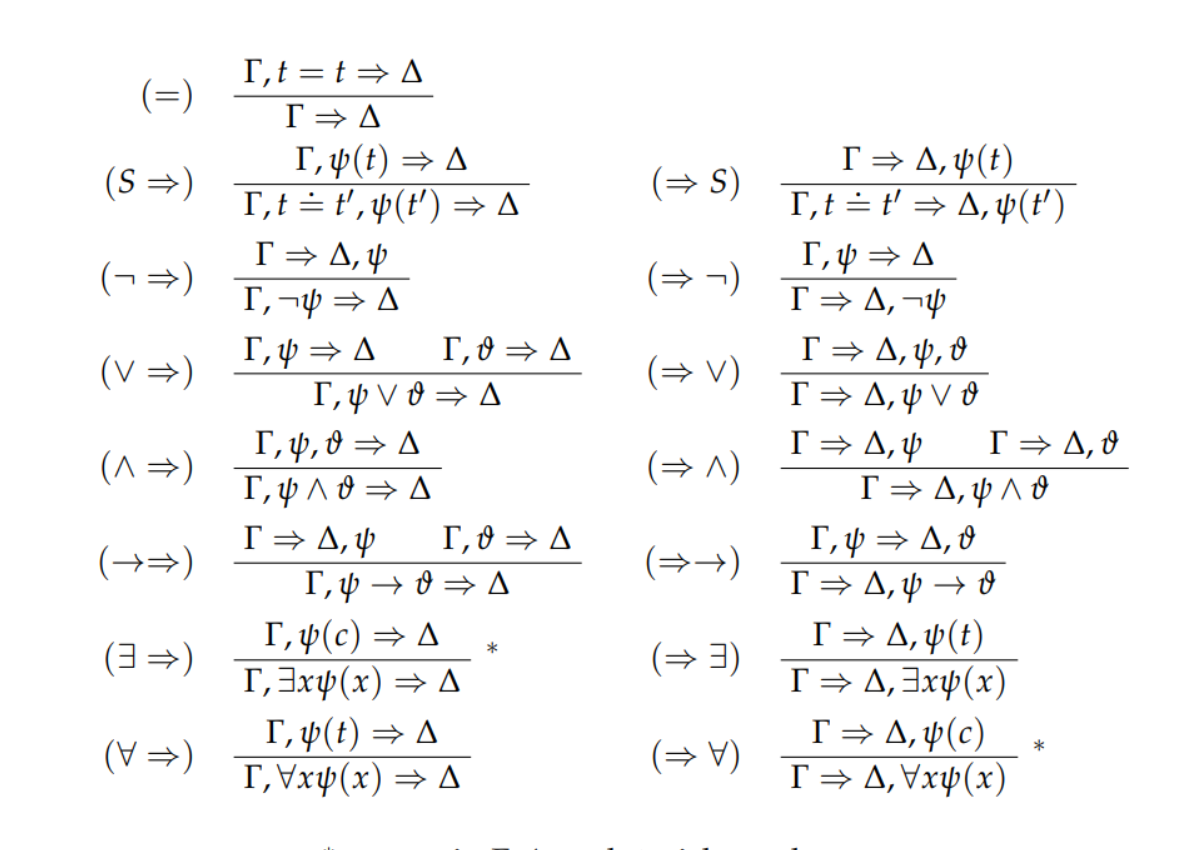 (=) Γ, t = t ⇒ Δ
Γ ⇒ Δ
(S ⇒) Γ, ψ(t) ⇒ Δ
Γ, t ≐ t′, ψ(t′) ⇒ Δ
(⇒ S) Γ ⇒ Δ, ψ(t)
Γ, t ≐ t′ ⇒ Δ, ψ(t′)
(¬ ⇒) Γ ⇒ Δ, ψ
Γ, ¬ψ ⇒ Δ
(⇒ ¬) Γ, ψ ⇒ Δ
Γ ⇒ Δ, ¬ψ
(∨ ⇒) Γ, ψ ⇒ Δ Γ, ϑ ⇒ Δ
Γ, ψ ∨ ϑ ⇒ Δ
(⇒ ∨) Γ ⇒ Δ, ψ, ϑ
Γ ⇒ Δ, ψ ∨ ϑ
(∧ ⇒) Γ, ψ, ϑ ⇒ Δ
Γ, ψ ∧ ϑ ⇒ Δ
(⇒ ∧) Γ ⇒ Δ, ψ Γ ⇒ Δ, ϑ
Γ ⇒ Δ, ψ ∧ ϑ
(→⇒) Γ ⇒ Δ, ψ Γ, ϑ ⇒ Δ
Γ, ψ → ϑ ⇒ Δ
(⇒→) Γ, ψ ⇒ Δ, ϑ
Γ ⇒ Δ, ψ → ϑ
(∃ ⇒) Γ, ψ(c) ⇒ Δ *
Γ, ∃xψ(x) ⇒ Δ
(⇒ ∃) Γ ⇒ Δ, ψ(t)
Γ ⇒ Δ, ∃xψ(x)
(∀ ⇒) Γ, ψ(t) ⇒ Δ
Γ, ∀xψ(x) ⇒ Δ
(⇒ ∀) Γ ⇒ Δ, ψ(c) *
Γ ⇒ Δ, ∀xψ(x)